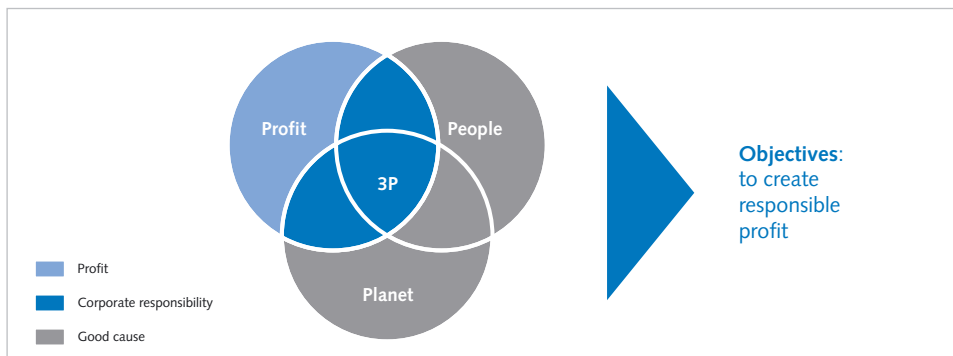 Profit
People
3P
Planet
Profit
Corporate responsibility
Good cause
Objectives:
to create
responsible
profit